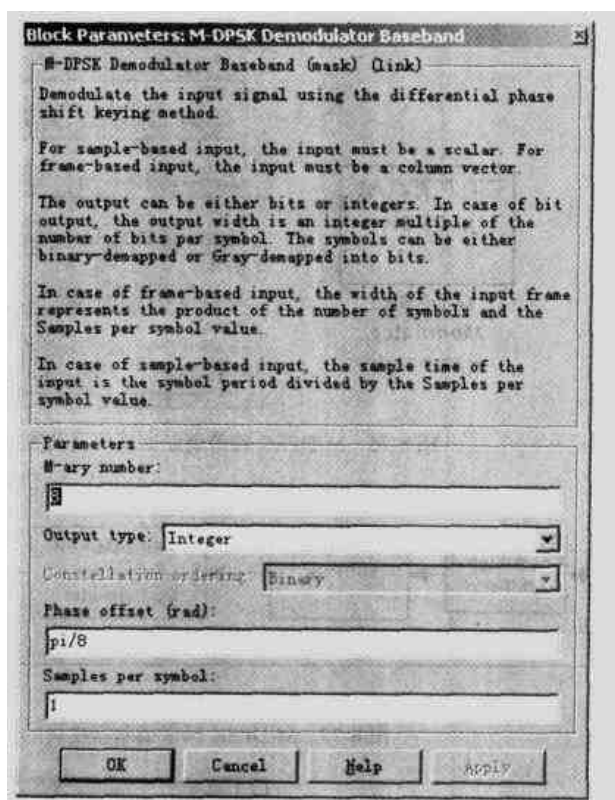 Block Parameters: M-DPSK Demodulator Baseband
M-DPSK Demodulator Baseband (mask) (link)
Demodulate the input signal using the differential phase
shift keying method.
For sample-based input, the input must be a scalar. For
frame-based input, the input must be a column vector.
The output can be either bits or integers. In case of bit
output, the output width is an integer multiple of the
number of bits per symbol. The symbols can be either
binary-demapped or Gray-demapped into bits.
In case of frame-based input, the width of the input frame
represents the product of the number of symbols and the
Samples per symbol value.
In case of sample-based input, the sample time of the
input is the symbol period divided by the Samples per
symbol value.
Parameters
M-ary number:
8
Output type: Integer
Constellation ordering: Binary
Phase offset (rad):
pi/8
Samples per symbol:
1
OK Cancel Help Apply